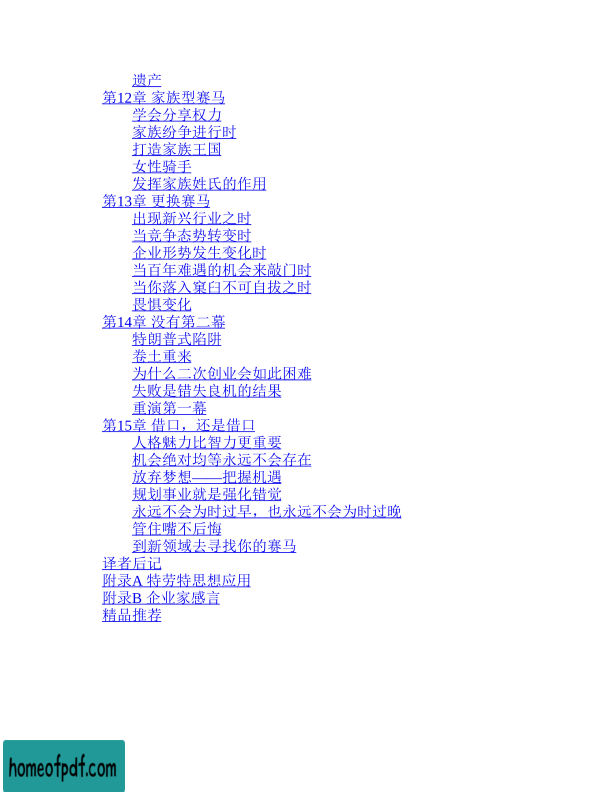 遗产
第12章 家族型赛马
学会分享权力
家族纷争进行时
打造家族王国
女性骑手
发挥家族姓氏的作用
第13章 更换赛马
出现新兴行业之时
当竞争态势转变时
企业形势发生变化时
当百年难遇的机会来敲门时
当你落入窠臼不可自拔之时
畏惧变化
第14章 没有第二幕
特朗普式陷阱
卷土重来
为什么二次创业会如此困难
失败是错失良机的结果
重演第一幕
第15章 借口，还是借口
人格魅力比智力更重要
机会绝对均等永远不会存在
放弃梦想——把握机遇
规划事业就是强化错觉
永远不会为时过早，也永远不会为时过晚
管住嘴不后悔
到新领域去寻找你的赛马
译者后记
附录A 特劳特思想应用
附录B 企业家感言
精品推荐
homeofpdf.com